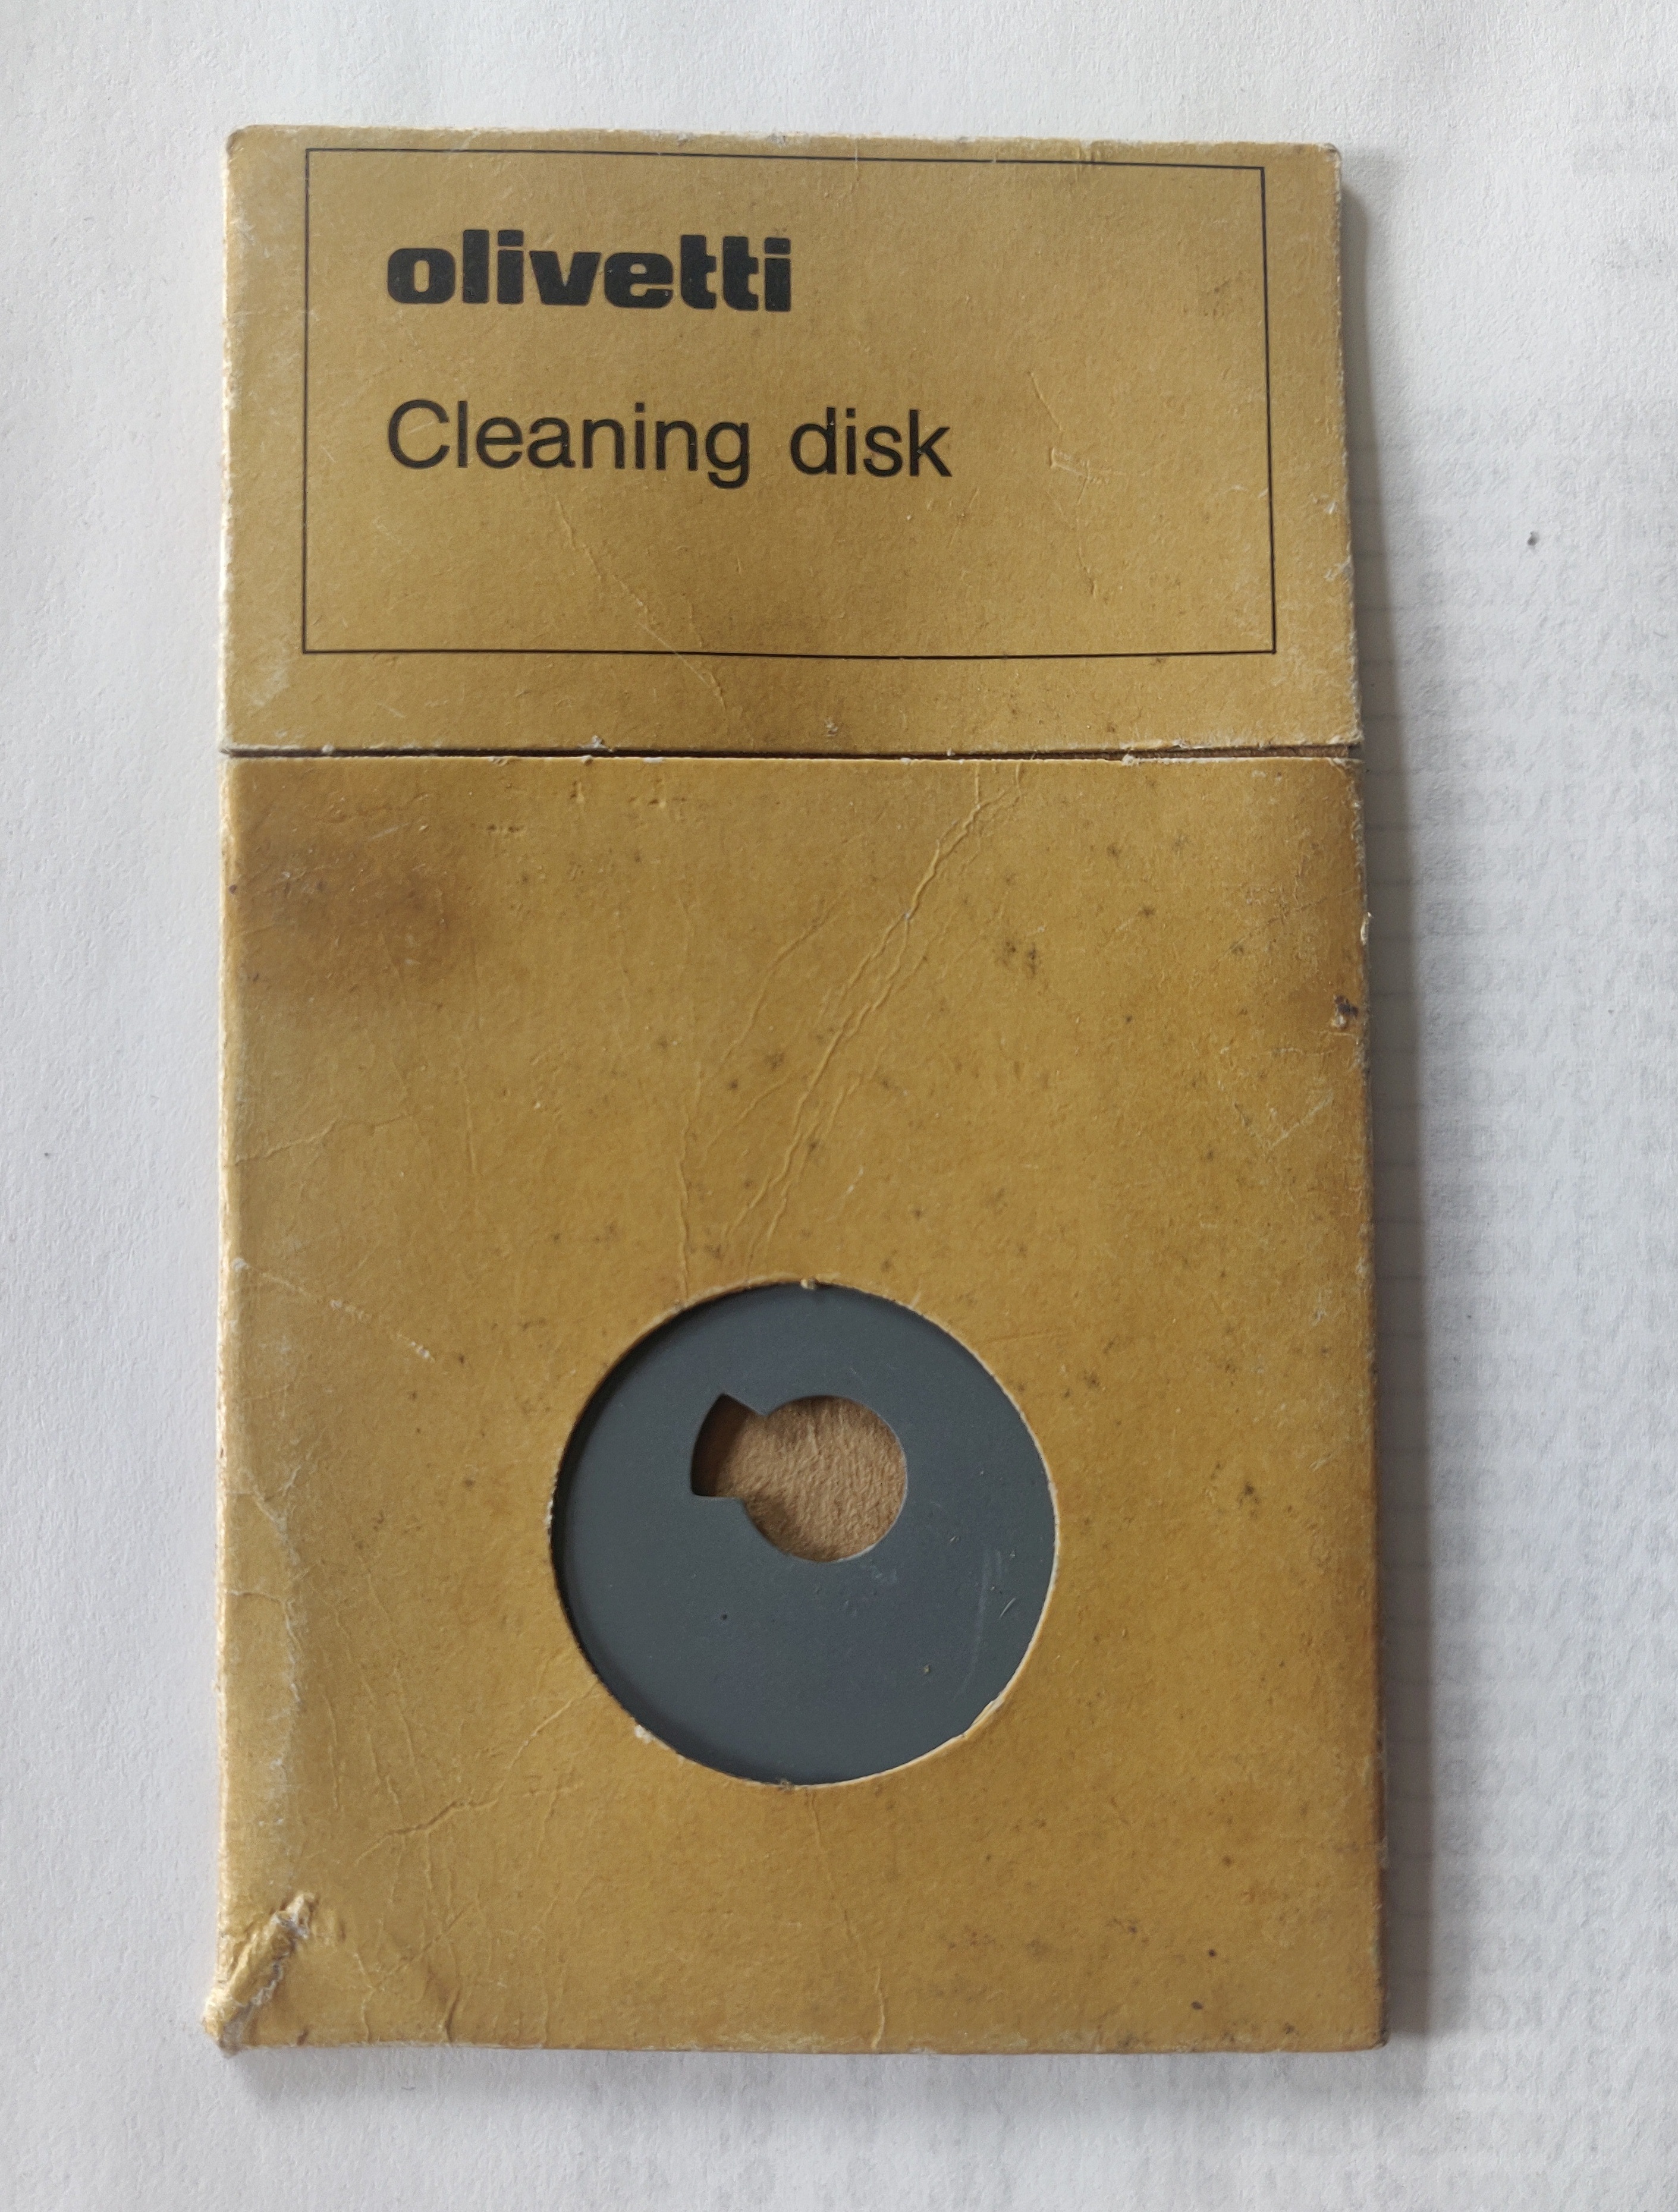 olivetti
Cleaning disk